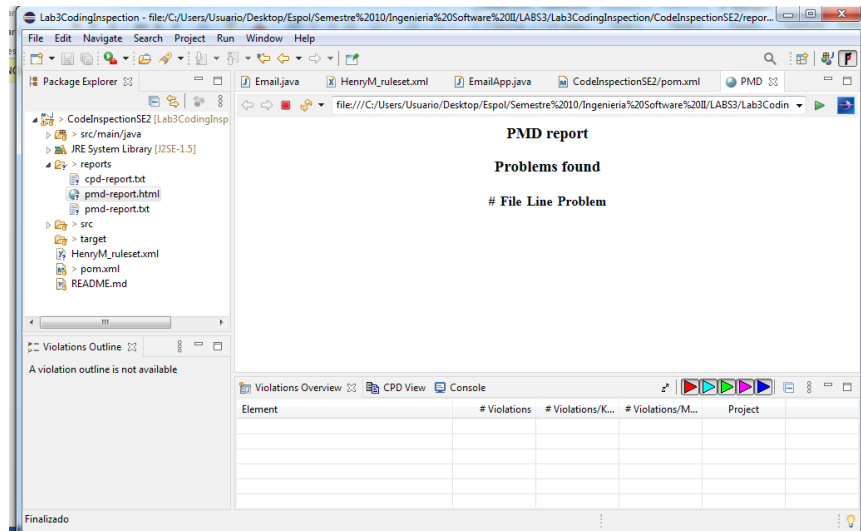 Lab3CodingInspection - file:/C:/Users/Usuario/Desktop/Espol/Semestre%2010/Ingenieria%20Software%20II/LABS3/Lab3CodingInspection/CodeInspectionSE2/repor...
File Edit Navigate Search Project Run Window Help
Package Explorer
Email.java HenryM_ruleset.xml EmailApp.java CodeInspectionSE2/pom.xml PMD
file:///C:/Users/Usuario/Desktop/Espol/Semestre%2010/Ingenieria%20Software%20II/LABS3/Lab3Codin
> CodeInspectionSE2 [Lab3CodingInsp
> src/main/java
JRE System Library [J2SE-1.5]
> reports
cpd-report.txt
pmd-report.html
pmd-report.txt
> src
> target
HenryM_ruleset.xml
> pom.xml
README.md
PMD report
Problems found
# File Line Problem
Violations Outline
A violation outline is not available
Violations Overview CPD View Console
Element # Violations # Violations/K... # Violations/M... Project
Finalizado